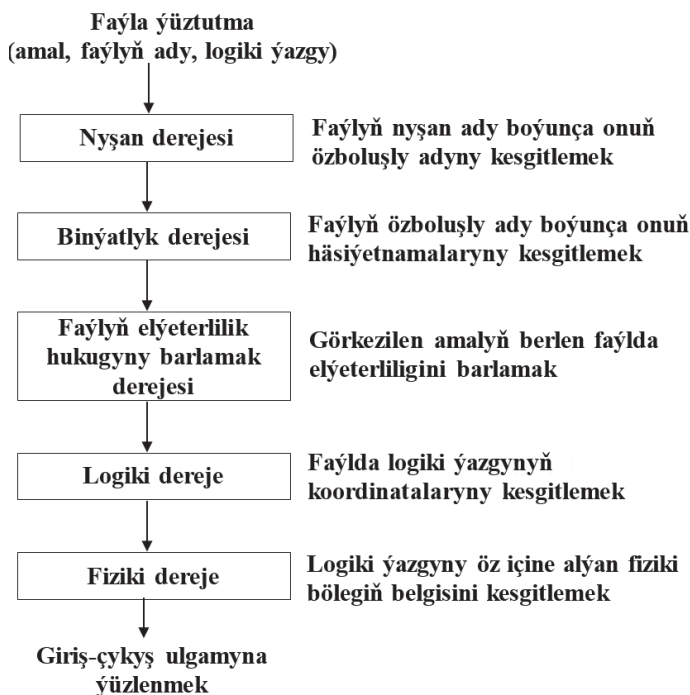 Faýla ýüztutma
(amal, faýlyň ady, logiki ýazgy)
Nyşan derejesi
Faýlyň nyşan ady boýunça onuň
özboluşly adyny kesgitlemek
Binýatlyk derejesi
Faýlyň özboluşly ady boýunça onuň
häsiýetnamalaryny kesgitlemek
Faýlyň elýeterlilik
hukugyny barlamak
derejesi
Görkezilen amalyň berlen faýlda
elýeterliligini barlamak
Logiki dereje
Faýlda logiki ýazgynyň
koordinatalaryny kesgitlemek
Fiziki dereje
Logiki ýazgyny öz içine alýan fiziki
bölegiň belgisini kesgitlemek
Giriş-çykyş ulgamyna
ýüzlenmek